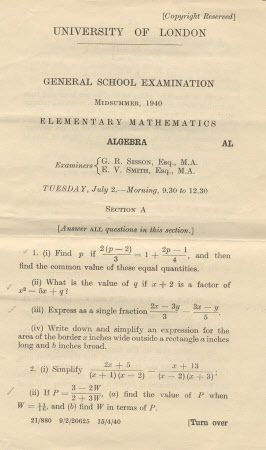 [Copyright Reserved]
UNIVERSITY OF LONDON
GENERAL SCHOOL EXAMINATION
MIDSUMMER, 1940
ELEMENTARY MATHEMATICS
ALGEBRA AL
Examiners { G. R. SISSON, Esq., M.A.
E. V. SMITH, Esq., M.A.
TUESDAY, July 2.—Morning, 9.30 to 12.30
SECTION A
[Answer ALL questions in this section.]
1. (i) Find p if 2(p − 2)/3 = 1 + (2p − 1)/4, and then
find the common value of these equal quantities.
(ii) What is the value of q if x + 2 is a factor of
x² − 5x + q?
(iii) Express as a single fraction (2x − 3y)/3 − (3x − y)/5.
(iv) Write down and simplify an expression for the
area of the border x inches wide outside a rectangle a inches
long and b inches broad.
2. (i) Simplify (2x + 5)/((x + 1)(x − 2)) − (x + 13)/((x − 2)(x + 3)).
(ii) If P = (3 − 2W)/(2 + 3W), (a) find the value of P when
W = , and (b) find W in terms of P.
21/880 9/2/20625 15/4/40 [Turn over